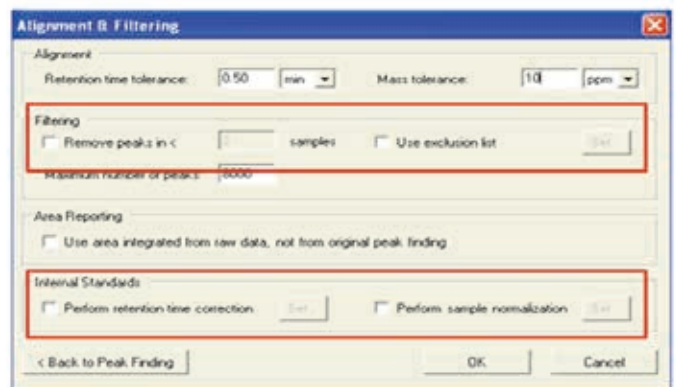 Alignment & Filtering
Alignment
Retention time tolerance: 0.50 min Mass tolerance: 10 ppm
Filtering
Remove peaks in < samples Use exclusion list Set...
Maximum number of peaks: 8000
Area Reporting
Use area integrated from raw data, not from original peak finding
Internal Standards
Perform retention time correction Set... Perform sample normalization Set...
< Back to Peak Finding OK Cancel